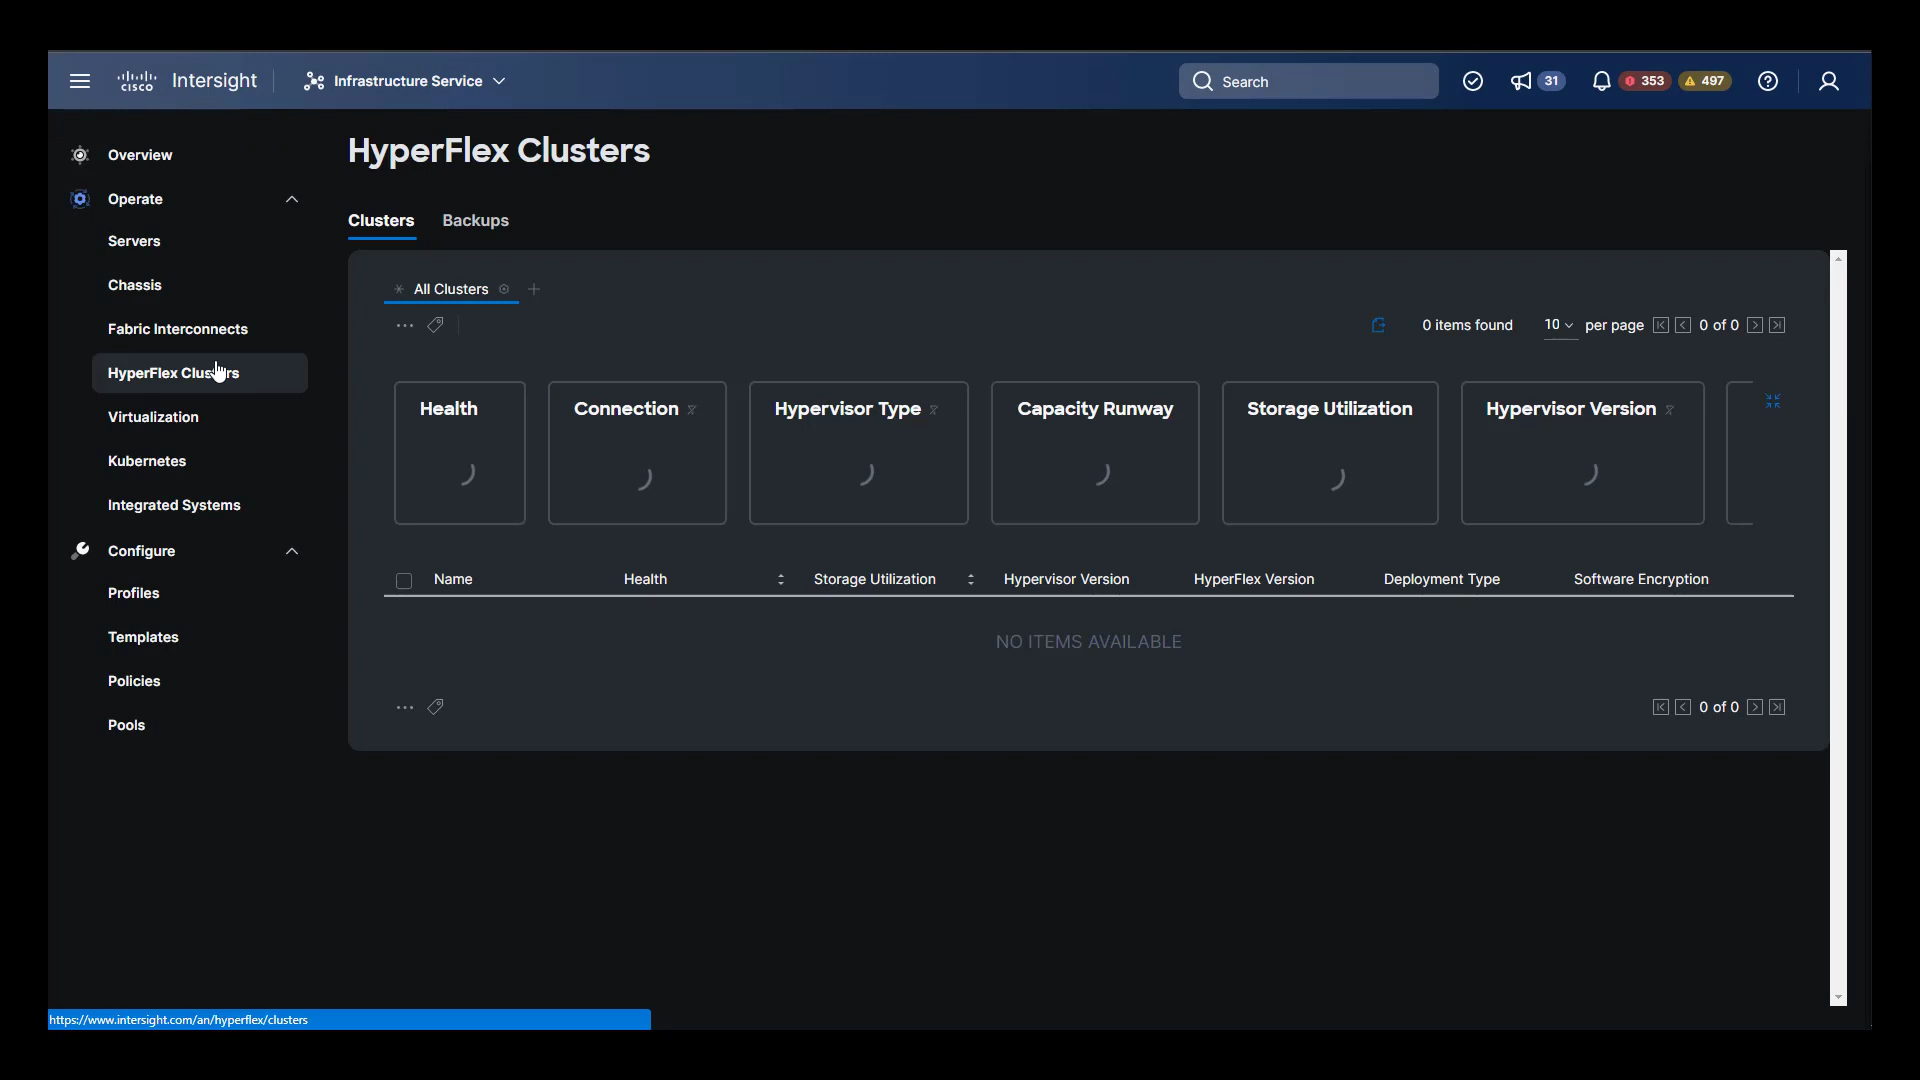 CISCO Intersight Infrastructure Service Search 31 353 497
Overview
Operate
Servers
Chassis
Fabric Interconnects
HyperFlex Clusters
Virtualization
Kubernetes
Integrated Systems
Configure
Profiles
Templates
Policies
Pools
HyperFlex Clusters
Clusters Backups
All Clusters
0 items found 10 per page 0 of 0
Health Connection Hypervisor Type Capacity Runway Storage Utilization Hypervisor Version
Name Health Storage Utilization Hypervisor Version HyperFlex Version Deployment Type Software Encryption
NO ITEMS AVAILABLE
0 of 0
https://www.intersight.com/an/hyperflex/clusters